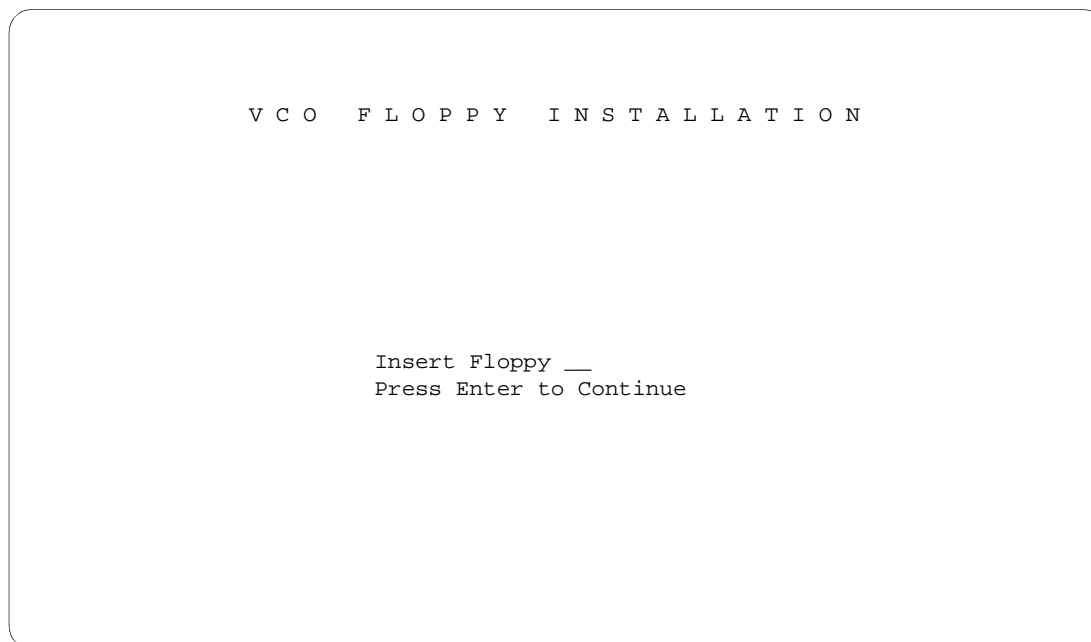 V C O   F L O P P Y   I N S T A L L A T I O N
Insert Floppy __
Press Enter to Continue